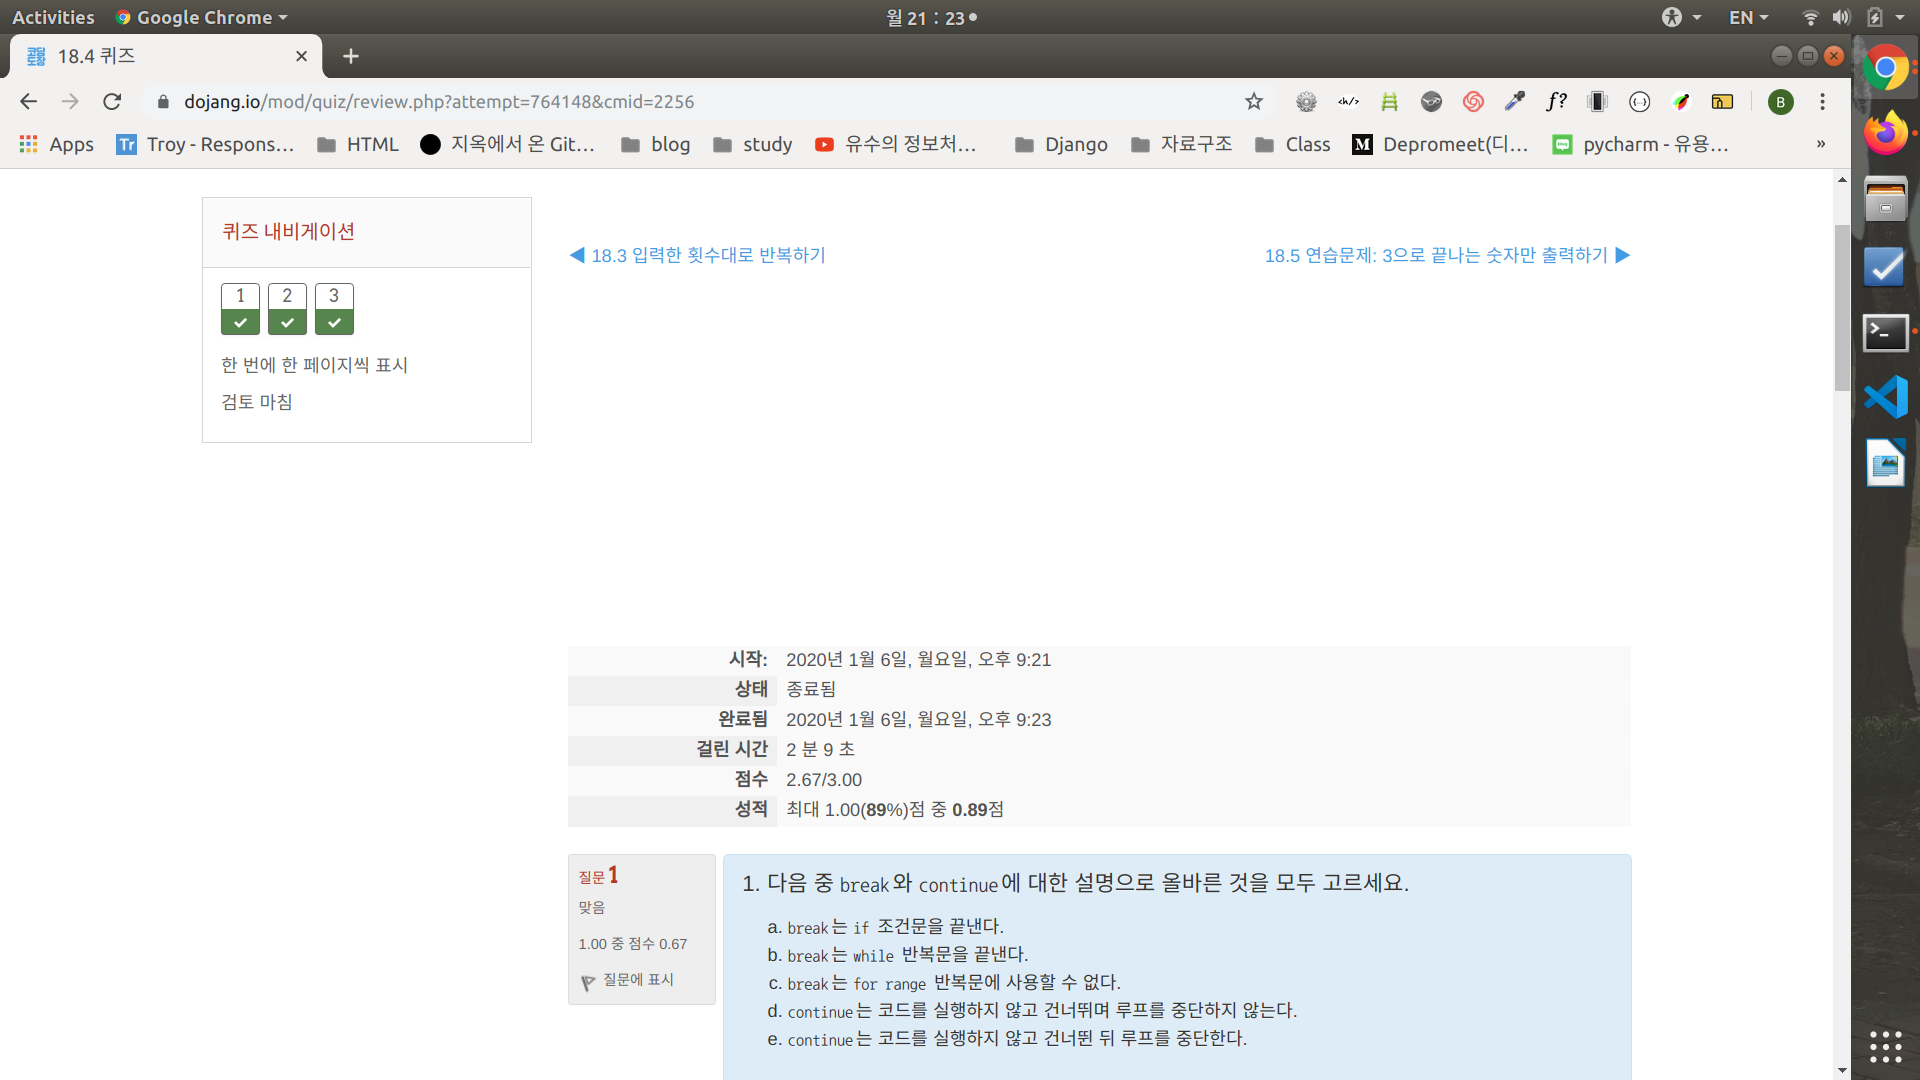 Activities
Google Chrome
월 21 : 23
EN
18.4 퀴즈
dojang.io/mod/quiz/review.php?attempt=764148&cmid=2256
<h/>
f?
B
Apps
Tr
Troy - Respons...
HTML
지옥에서 온 Git...
blog
study
유수의 정보처...
Django
자료구조
Class
M
Depromeet(디...
pycharm - 유용...
»
퀴즈 내비게이션
1
2
3
한 번에 한 페이지씩 표시
검토 마침
◀ 18.3 입력한 횟수대로 반복하기
18.5 연습문제: 3으로 끝나는 숫자만 출력하기 ▶
시작: 2020년 1월 6일, 월요일, 오후 9:21
상태 종료됨
완료됨 2020년 1월 6일, 월요일, 오후 9:23
걸린 시간 2 분 9 초
점수 2.67/3.00
성적 최대 1.00(89%)점 중 0.89점
질문 1
맞음
1.00 중 점수 0.67
질문에 표시
1. 다음 중 break와 continue에 대한 설명으로 올바른 것을 모두 고르세요.
a. break는 if 조건문을 끝낸다.
b. break는 while 반복문을 끝낸다.
c. break는 for range 반복문에 사용할 수 없다.
d. continue는 코드를 실행하지 않고 건너뛰며 루프를 중단하지 않는다.
e. continue는 코드를 실행하지 않고 건너뛴 뒤 루프를 중단한다.